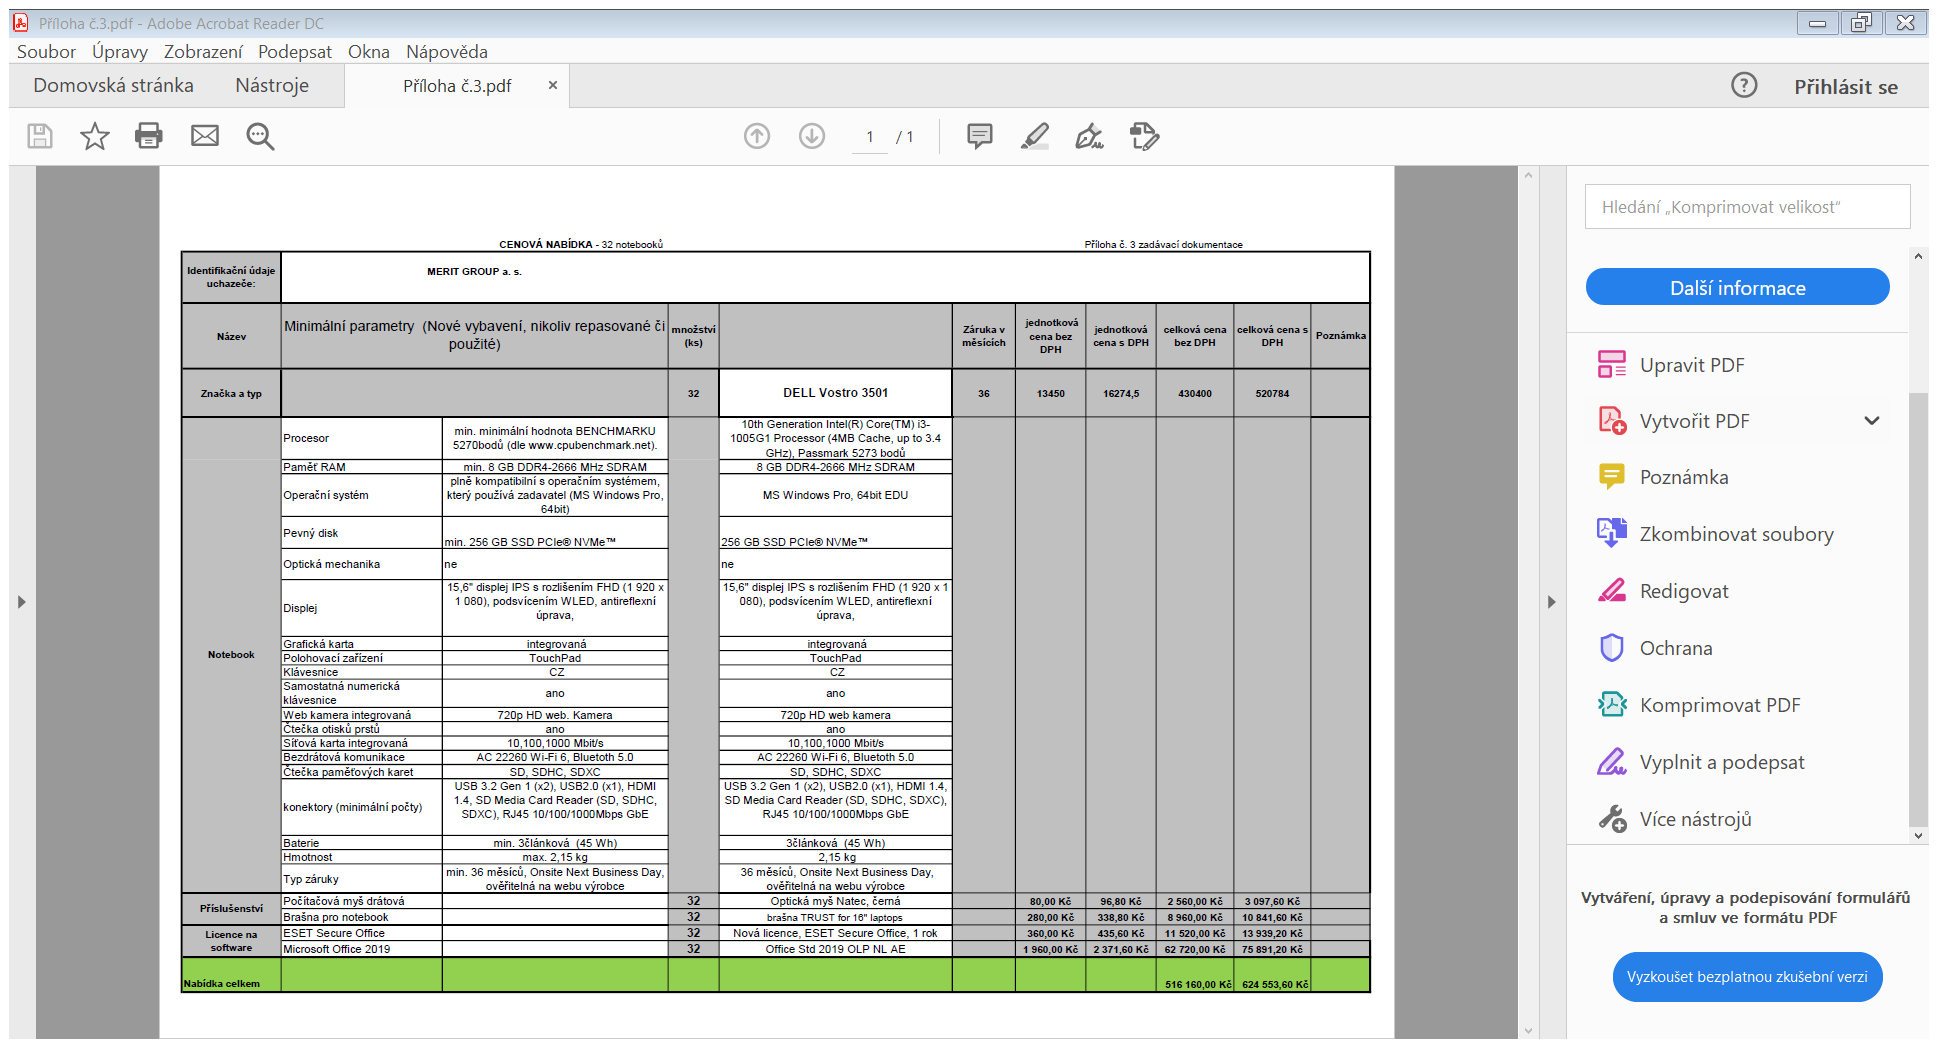 Příloha č.3.pdf - Adobe Acrobat Reader DC
Soubor Úpravy Zobrazení Podepsat Okna Nápověda
Domovská stránka Nástroje Příloha č.3.pdf × ? Přihlásit se
1 / 1
Hledání „Komprimovat velikost“
Další informace
Upravit PDF
Vytvořit PDF
Poznámka
Zkombinovat soubory
Redigovat
Ochrana
Komprimovat PDF
Vyplnit a podepsat
Více nástrojů
Vytváření, úpravy a podepisování formulářů
a smluv ve formátu PDF
Vyzkoušet bezplatnou zkušební verzi
CENOVÁ NABÍDKA - 32 notebooků Příloha č. 3 zadávací dokumentace
Identifikační údaje
uchazeče:
MERIT GROUP a. s.
Název
Minimální parametry (Nové vybavení, nikoliv repasované či
použité)
množství
(ks)
Záruka v
měsících
jednotková
cena bez
DPH
jednotková
cena s DPH
celková cena
bez DPH
celková cena s
DPH
Poznámka
Značka a typ 32 DELL Vostro 3501 36 13450 16274,5 430400 520784
Notebook
Procesor
min. minimální hodnota BENCHMARKU
5270bodů (dle www.cpubenchmark.net).
10th Generation Intel(R) Core(TM) i3-
1005G1 Processor (4MB Cache, up to 3.4
GHz), Passmark 5273 bodů
Paměť RAM min. 8 GB DDR4-2666 MHz SDRAM 8 GB DDR4-2666 MHz SDRAM
Operační systém
plně kompatibilní s operačním systémem,
který používá zadavatel (MS Windows Pro,
64bit)
MS Windows Pro, 64bit EDU
Pevný disk
min. 256 GB SSD PCIe® NVMe™ 256 GB SSD PCIe® NVMe™
Optická mechanika ne ne
Displej
15,6" displej IPS s rozlišením FHD (1 920 x
1 080), podsvícením WLED, antireflexní
úprava,
15,6" displej IPS s rozlišením FHD (1 920 x 1
080), podsvícením WLED, antireflexní
úprava,
Grafická karta integrovaná integrovaná
Polohovací zařízení TouchPad TouchPad
Klávesnice CZ CZ
Samostatná numerická
klávesnice
ano ano
Web kamera integrovaná 720p HD web. Kamera 720p HD web kamera
Čtečka otisků prstů ano ano
Síťová karta integrovaná 10,100,1000 Mbit/s 10,100,1000 Mbit/s
Bezdrátová komunikace AC 22260 Wi-Fi 6, Bluetoth 5.0 AC 22260 Wi-Fi 6, Bluetoth 5.0
Čtečka paměťových karet SD, SDHC, SDXC SD, SDHC, SDXC
konektory (minimální počty)
USB 3.2 Gen 1 (x2), USB2.0 (x1), HDMI
1.4, SD Media Card Reader (SD, SDHC,
SDXC), RJ45 10/100/1000Mbps GbE
USB 3.2 Gen 1 (x2), USB2.0 (x1), HDMI 1.4,
SD Media Card Reader (SD, SDHC, SDXC),
RJ45 10/100/1000Mbps GbE
Baterie min. 3článková (45 Wh) 3článková (45 Wh)
Hmotnost max. 2,15 kg 2,15 kg
Typ záruky
min. 36 měsíců, Onsite Next Business Day,
ověřitelná na webu výrobce
36 měsíců, Onsite Next Business Day,
ověřitelná na webu výrobce
Příslušenství
Počítačová myš drátová 32 Optická myš Natec, černá 80,00 Kč 96,80 Kč 2 560,00 Kč 3 097,60 Kč
Brašna pro notebook 32 brašna TRUST for 16" laptops 280,00 Kč 338,80 Kč 8 960,00 Kč 10 841,60 Kč
Licence na
software
ESET Secure Office 32 Nová licence, ESET Secure Office, 1 rok 360,00 Kč 435,60 Kč 11 520,00 Kč 13 939,20 Kč
Microsoft Office 2019 32 Office Std 2019 OLP NL AE 1 960,00 Kč 2 371,60 Kč 62 720,00 Kč 75 891,20 Kč
Nabídka celkem 516 160,00 Kč 624 553,60 Kč